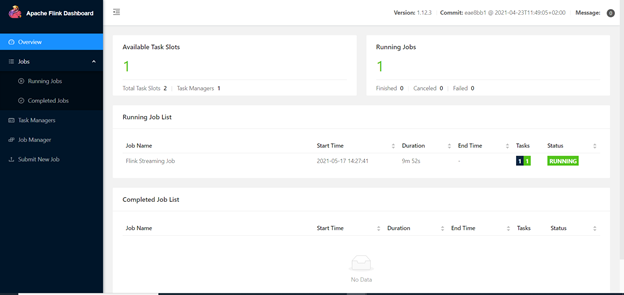 Apache Flink Dashboard
Version: 1.12.3 Commit: eae8bb1 @ 2021-04-23T11:49:05+02:00 Message: 0
Overview
Jobs
Running Jobs
Completed Jobs
Task Managers
Job Manager
Submit New Job
Available Task Slots
1
Total Task Slots 2 Task Managers 1
Running Jobs
1
Finished 0 Canceled 0 Failed 0
Running Job List
Job Name Start Time Duration End Time Tasks Status
Flink Streaming Job 2021-05-17 14:27:41 9m 52s - 1 1 RUNNING
Completed Job List
Job Name Start Time Duration End Time Tasks Status
No Data